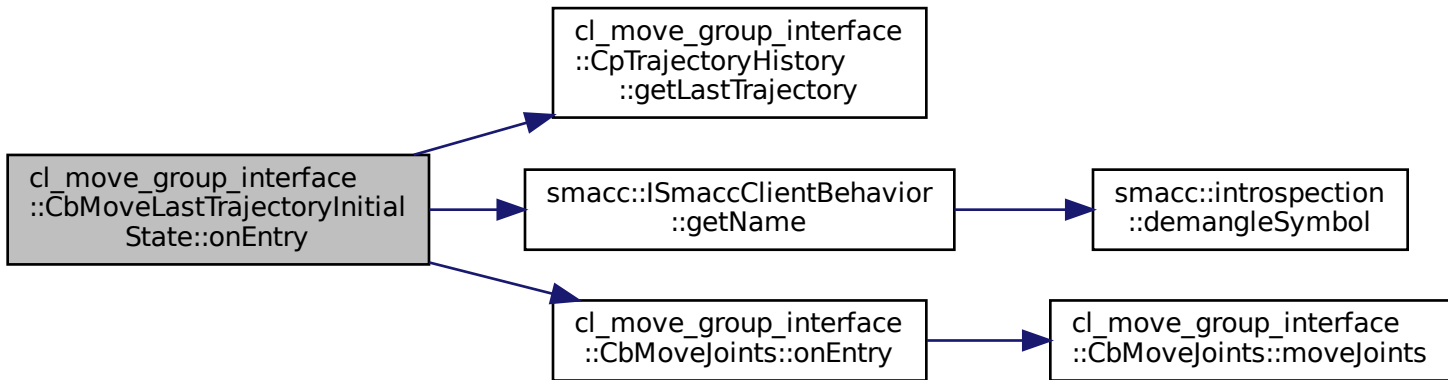 cl_move_group_interface
::CpTrajectoryHistory
::getLastTrajectory
cl_move_group_interface
::CbMoveLastTrajectoryInitial
State::onEntry
smacc::ISmaccClientBehavior
::getName
smacc::introspection
::demangleSymbol
cl_move_group_interface
::CbMoveJoints::onEntry
cl_move_group_interface
::CbMoveJoints::moveJoints